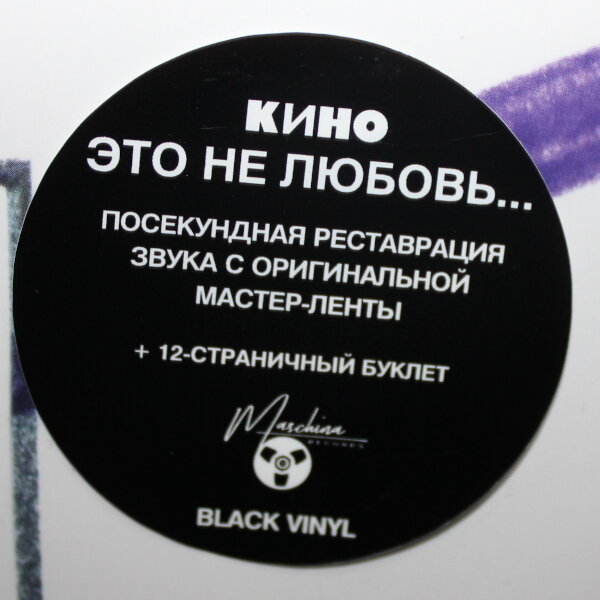 КИНО
ЭТО НЕ ЛЮБОВЬ...
ПОСЕКУНДНАЯ РЕСТАВРАЦИЯ
ЗВУКА С ОРИГИНАЛЬНОЙ
МАСТЕР-ЛЕНТЫ
+ 12-СТРАНИЧНЫЙ БУКЛЕТ
Maschina
RECORDS
BLACK VINYL